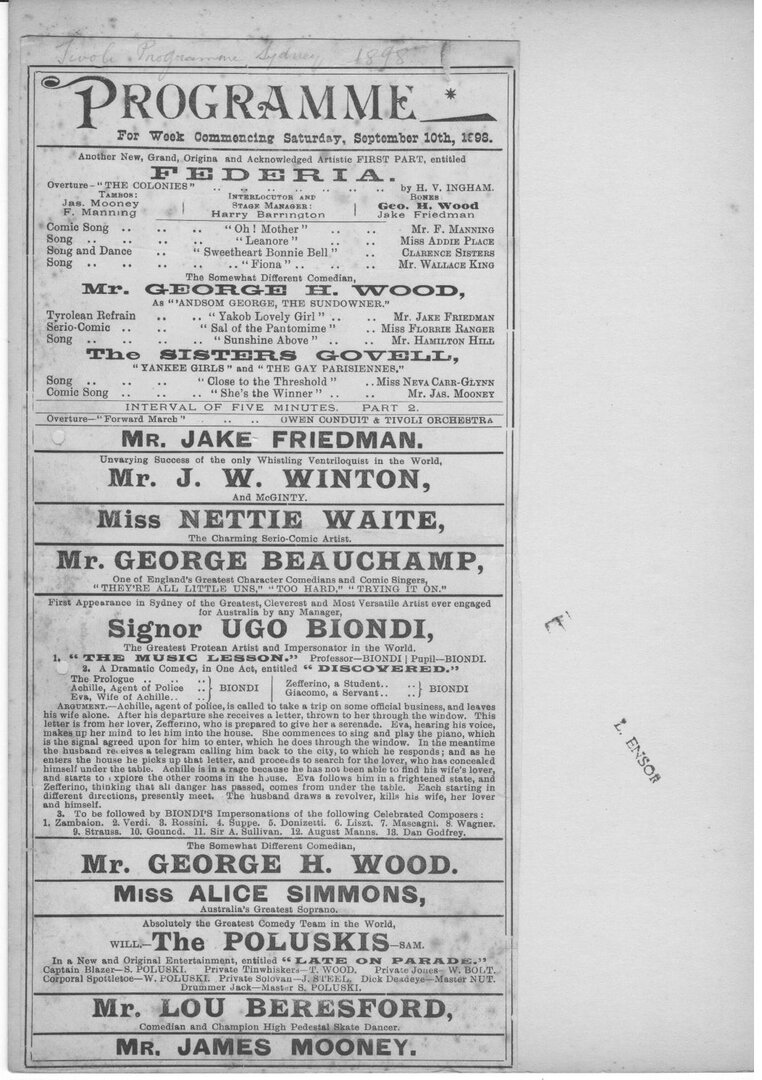 Tivoli Programme Sydney 1898
PROGRAMME
For Week Commencing Saturday, September 10th, 1898.
Another New, Grand, Origina and Acknowledged Artistic FIRST PART, entitled
FEDERIA.
Overture-"THE COLONIES" .. .. .. .. .. .. .. by H. V. INGHAM.
TAMBOS: INTERLOCUTOR AND BONES:
Jas. Mooney STAGE MANAGER: Geo. H. Wood
F. Manning Harry Barrington Jake Friedman
Comic Song .. .. .. "Oh! Mother" .. .. Mr. F. MANNING
Song .. .. .. .. "Leanore" .. .. MISS ADDIE PLACE
Song and Dance .. .. "Sweetheart Bonnie Bell" .. CLARENCE SISTERS
Song .. .. .. .. .. "Fiona" .. .. .. MR. WALLACE KING
The Somewhat Different Comedian,
Mr. GEORGE H. WOOD,
As "'ANDSOM GEORGE, THE SUNDOWNER."
Tyrolean Refrain .. .. "Yakob Lovely Girl" .. .. MR. JAKE FRIEDMAN
Serio-Comic .. .. .. "Sal of the Pantomime" .. MISS FLORRIE RANGER
Song .. .. .. .. "Sunshine Above" .. .. MR. HAMILTON HILL
The SISTERS GOVELL,
"YANKEE GIRLS" and "THE GAY PARISIENNES."
Song .. .. .. .. "Close to the Threshold" .. MISS NEVA CARR-GLYNN
Comic Song .. .. .. "She's the Winner" .. .. MR. JAS. MOONEY
INTERVAL OF FIVE MINUTES. PART 2.
Overture—"Forward March" .. .. .. OWEN CONDUIT & TIVOLI ORCHESTRA
MR. JAKE FRIEDMAN.
Unvarying Success of the only Whistling Ventriloquist in the World,
Mr. J. W. WINTON,
And McGINTY.
Miss NETTIE WAITE,
The Charming Serio-Comic Artist.
Mr. GEORGE BEAUCHAMP,
One of England's Greatest Character Comedians and Comic Singers,
"THEY'RE ALL LITTLE UNS," "TOO HARD," "TRYING IT ON."
First Appearance in Sydney of the Greatest, Cleverest and Most Versatile Artist ever engaged
for Australia by any Manager,
Signor UGO BIONDI,
The Greatest Protean Artist and Impersonator in the World.
1. "THE MUSIC LESSON." Professor—BIONDI | Pupil—BIONDI.
2. A Dramatic Comedy, in One Act, entitled "DISCOVERED."
The Prologue .. .. ..
Achille, Agent of Police .. } BIONDI | Zefferino, a Student.. ..
Eva, Wife of Achille.. .. Giacomo, a Servant.. .. } BIONDI
ARGUMENT.—Achille, agent of police, is called to take a trip on some official business, and leaves
his wife alone. After his departure she receives a letter, thrown to her through the window. This
letter is from her lover, Zefferino, who is prepared to give her a serenade. Eva, hearing his voice,
makes up her mind to let him into the house. She commences to sing and play the piano, which
is the signal agreed upon for him to enter, which he does through the window. In the meantime
the husband receives a telegram calling him back to the city, to which he responds; and as he
enters the house he picks up that letter, and proceeds to search for the lover, who has concealed
himself under the table. Achille is in a rage because he has not been able to find his wife's lover,
and starts to explore the other rooms in the house. Eva follows him in a frightened state, and
Zefferino, thinking that all danger has passed, comes from under the table. Each starting in
different directions, presently meet. The husband draws a revolver, kills his wife, her lover
and himself.
3. To be followed by BIONDI'S Impersonations of the following Celebrated Composers:
1. Zambaion. 2. Verdi. 3. Rossini. 4. Suppe. 5. Donizetti. 6. Liszt. 7. Mascagni. 8. Wagner.
9. Strauss. 10. Gounod. 11. Sir A. Sullivan. 12. August Manns. 13. Dan Godfrey.
The Somewhat Different Comedian,
Mr. GEORGE H. WOOD.
Miss ALICE SIMMONS,
Australia's Greatest Soprano.
Absolutely the Greatest Comedy Team in the World,
WILL.-The POLUSKIS-SAM.
In a New and Original Entertainment, entitled "LATE ON PARADE."
Captain Blazer—S. POLUSKI. Private Tinwhiskers—T. WOOD. Private Jones—W. BOLT.
Corporal Spottletoe—W. POLUSKI. Private Solovan—J. STEEL. Dick Deadeye—Master NUT.
Drummer Jack—Master S. POLUSKI.
Mr. LOU BERESFORD,
Comedian and Champion High Pedestal Skate Dancer.
MR. JAMES MOONEY.
L. ENSOR